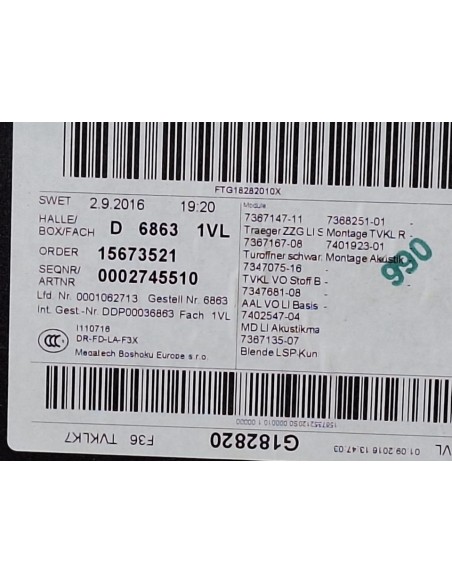 FTG18282010X
SWET 2.9.2016 19:20
HALLE/
BOX/FACH D 6863 1VL
ORDER 15673521
SEQNR/
ARTNR 0002745510
Lfd. Nr. 0001062713 Gestell Nr. 6863
Int. Gest.-Nr. DDP00036863 Fach 1VL
I110716
DR-FD-LA-F3X
Megatech Boshoku Europe s.r.o.
CCC
Module
7367147-11 7368251-01
Traeger ZZG LI S Montage TVKL R
7367167-08 7401923-01
Turoffner schwar Montage Akustik
7347075-16
TVKL VO Stoff B
7347681-08
AAL VO LI Basis
7402547-04
MD LI Akustikma
7367135-07
Blende LSP-Kun
990
F36 TVKLK7
G182820
01.09.2016 13:47:03
VL